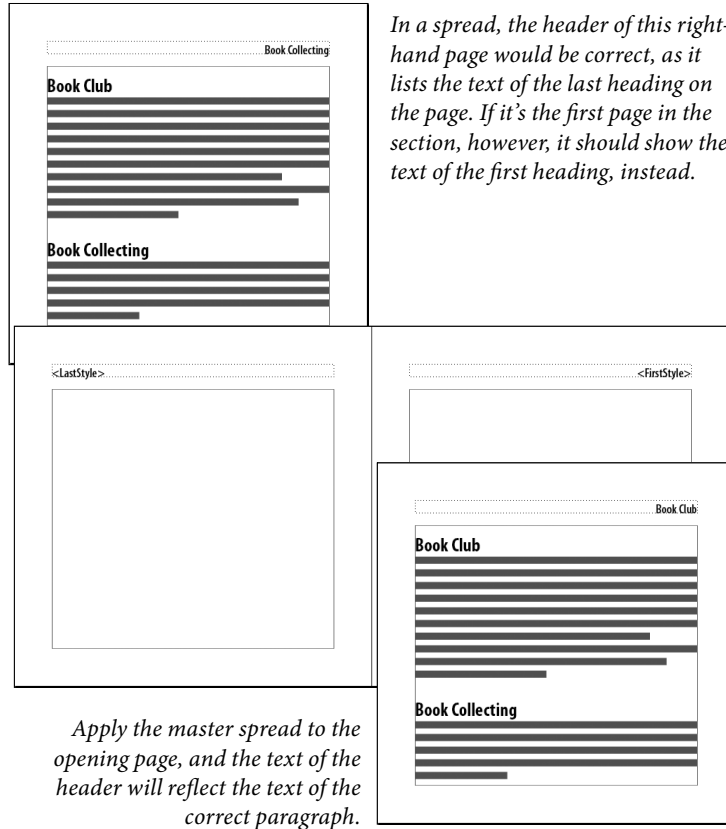 Book Collecting
Book Club
Book Collecting
In a spread, the header of this right-
hand page would be correct, as it
lists the text of the last heading on
the page. If it’s the first page in the
section, however, it should show the
text of the first heading, instead.
<LastStyle>
<FirstStyle>
Book Club
Book Club
Book Collecting
Apply the master spread to the
opening page, and the text of the
header will reflect the text of the
correct paragraph.